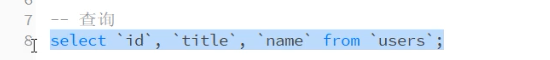 7 -- 查询
8 select `id`, `title`, `name` from `users`;